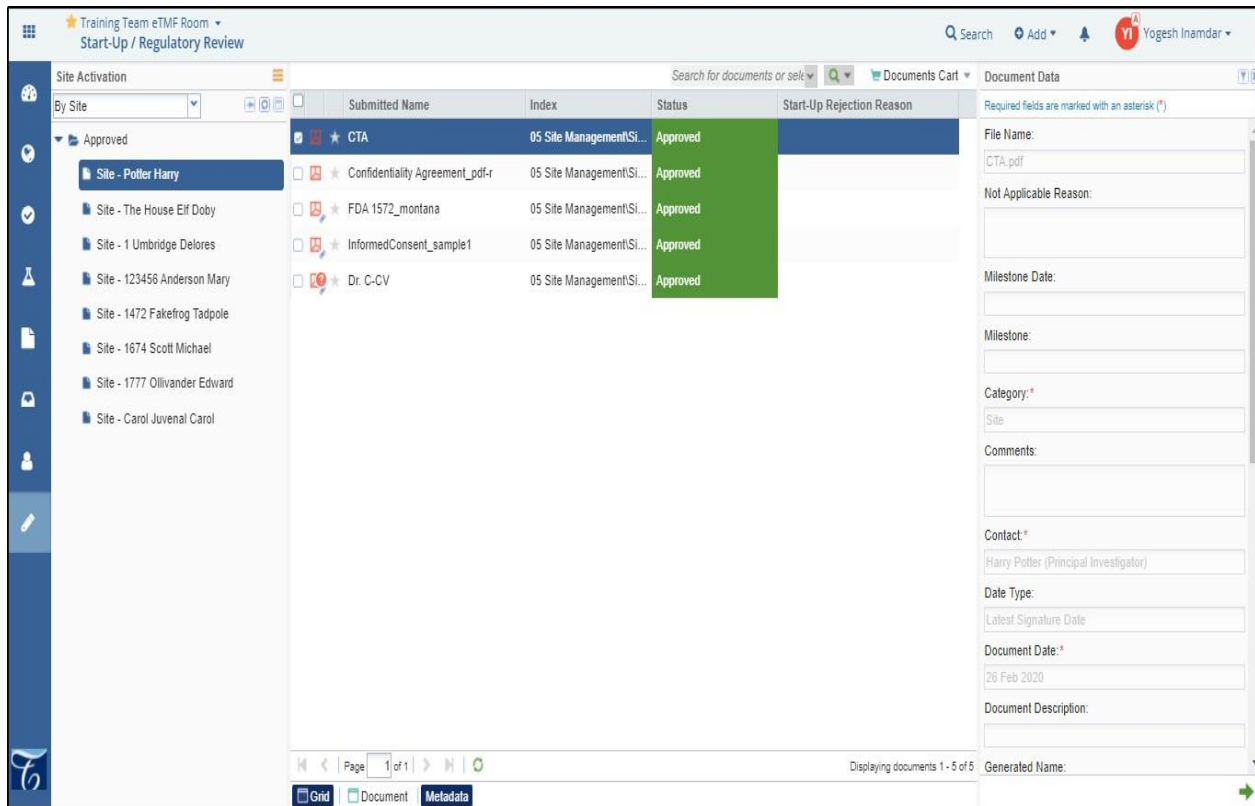 Training Team eTMF Room
Start-Up / Regulatory Review
Search
Add
A
YI
Yogesh Inamdar
Site Activation
By Site
Approved
Site - Potter Harry
Site - The House Elf Doby
Site - 1 Umbridge Delores
Site - 123456 Anderson Mary
Site - 1472 Fakefrog Tadpole
Site - 1674 Scott Michael
Site - 1777 Ollivander Edward
Site - Carol Juvenal Carol
Search for documents or sele
Documents Cart
Submitted Name Index Status Start-Up Rejection Reason
CTA 05 Site Management\Si... Approved
Confidentiality Agreement_pdf-r 05 Site Management\Si... Approved
FDA 1572_montana 05 Site Management\Si... Approved
InformedConsent_sample1 05 Site Management\Si... Approved
Dr. C-CV 05 Site Management\Si... Approved
Page 1 of 1
Displaying documents 1 - 5 of 5
Grid Document Metadata
Document Data
Required fields are marked with an asterisk (*)
File Name:
CTA.pdf
Not Applicable Reason:
Milestone Date:
Milestone:
Category:*
Site
Comments:
Contact:*
Harry Potter (Principal Investigator)
Date Type:
Latest Signature Date
Document Date:*
26 Feb 2020
Document Description:
Generated Name: